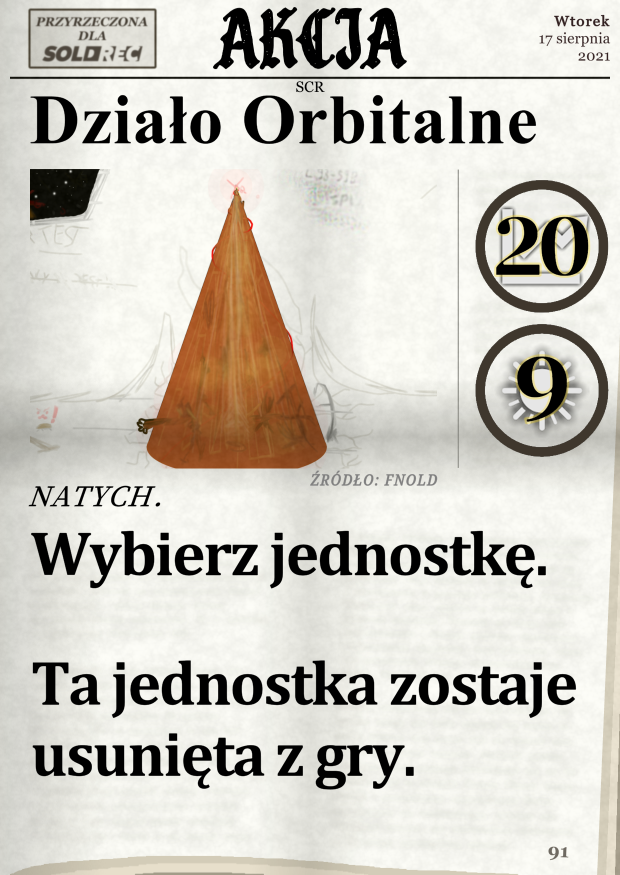 PRZYRZECZONA
DLA
SOLDREC
AKCJA
Wtorek
17 sierpnia
2021
SCR
Działo Orbitalne
20
9
ŹRÓDŁO: FNOLD
NATYCH.
Wybierz jednostkę.
Ta jednostka zostaje
usunięta z gry.
91